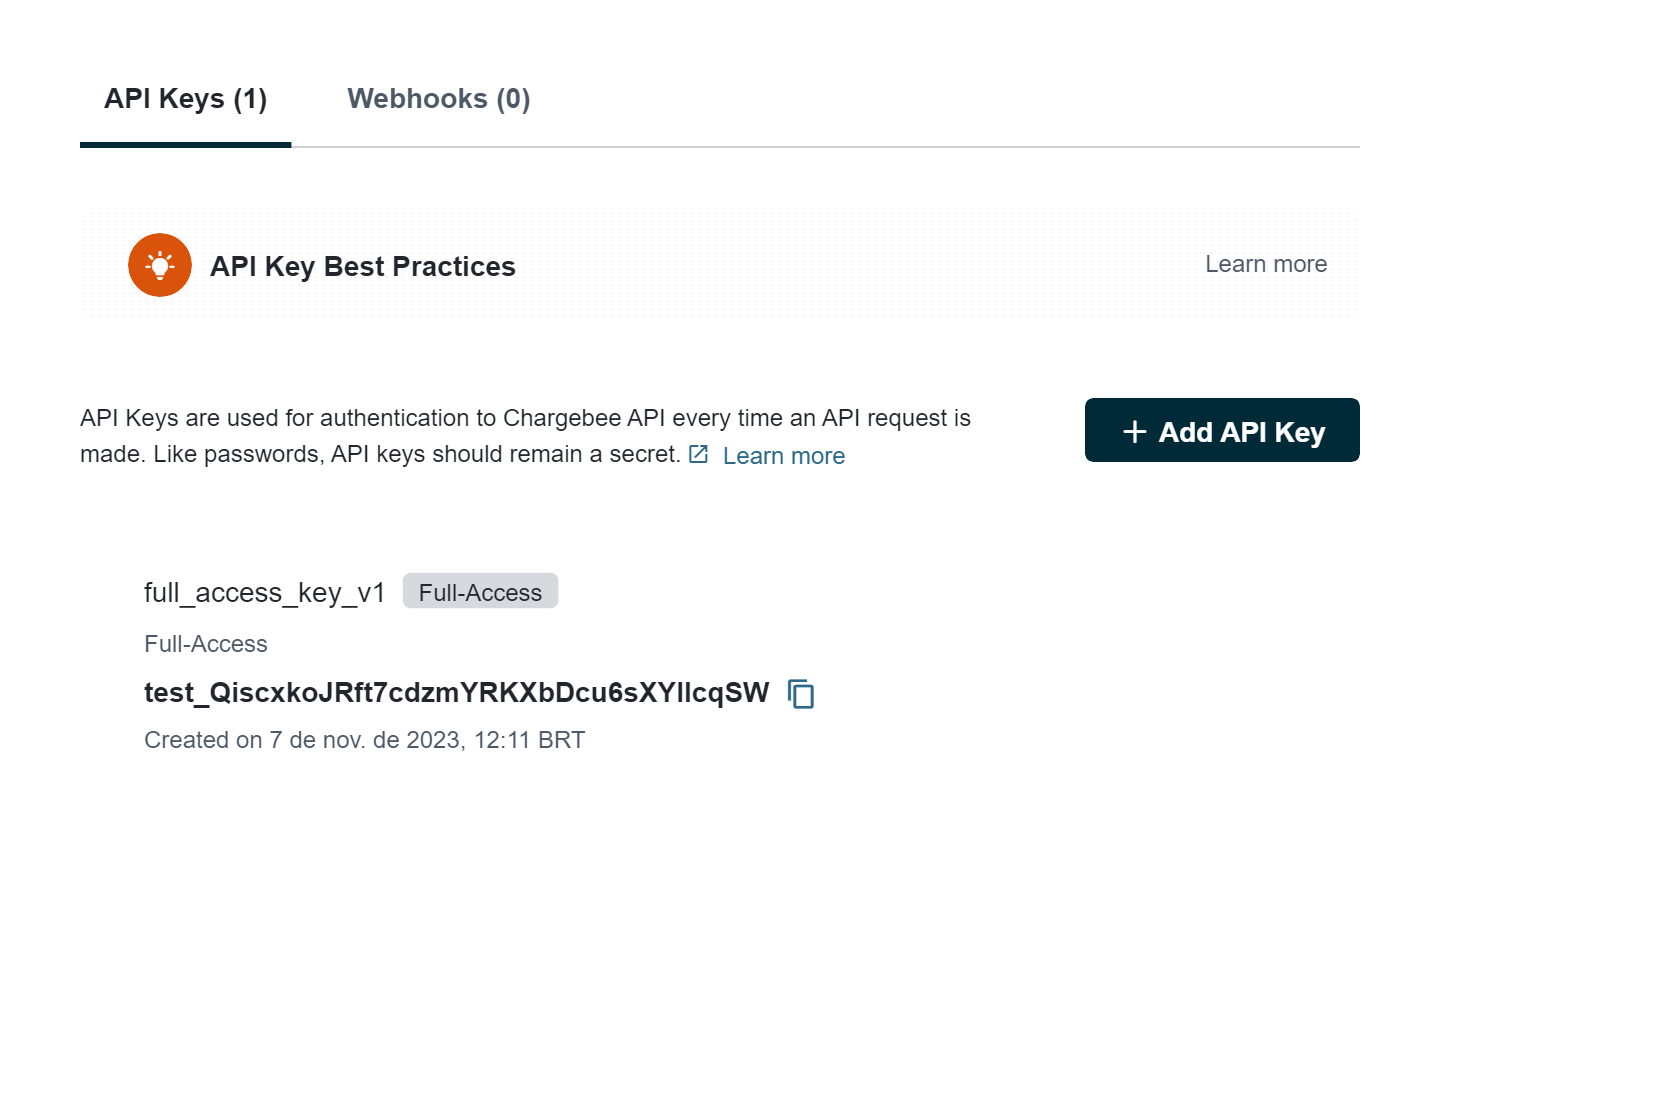 API Keys (1) Webhooks (0)
API Key Best Practices Learn more
API Keys are used for authentication to Chargebee API every time an API request is
made. Like passwords, API keys should remain a secret. Learn more
+ Add API Key
full_access_key_v1 Full-Access
Full-Access
test_QiscxkoJRft7cdzmYRKXbDcu6sXYIlcqSW
Created on 7 de nov. de 2023, 12:11 BRT